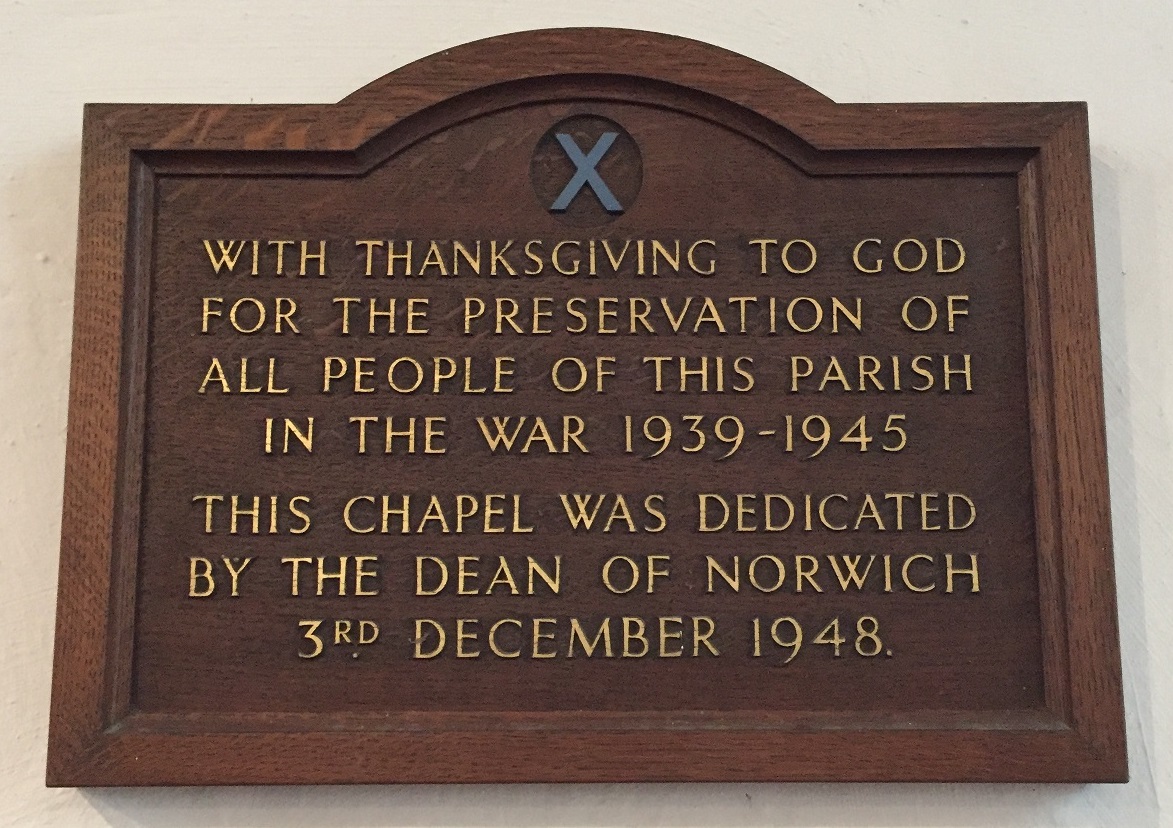 X
WITH THANKSGIVING TO GOD
FOR THE PRESERVATION OF
ALL PEOPLE OF THIS PARISH
IN THE WAR 1939-1945
THIS CHAPEL WAS DEDICATED
BY THE DEAN OF NORWICH
3RD DECEMBER 1948.